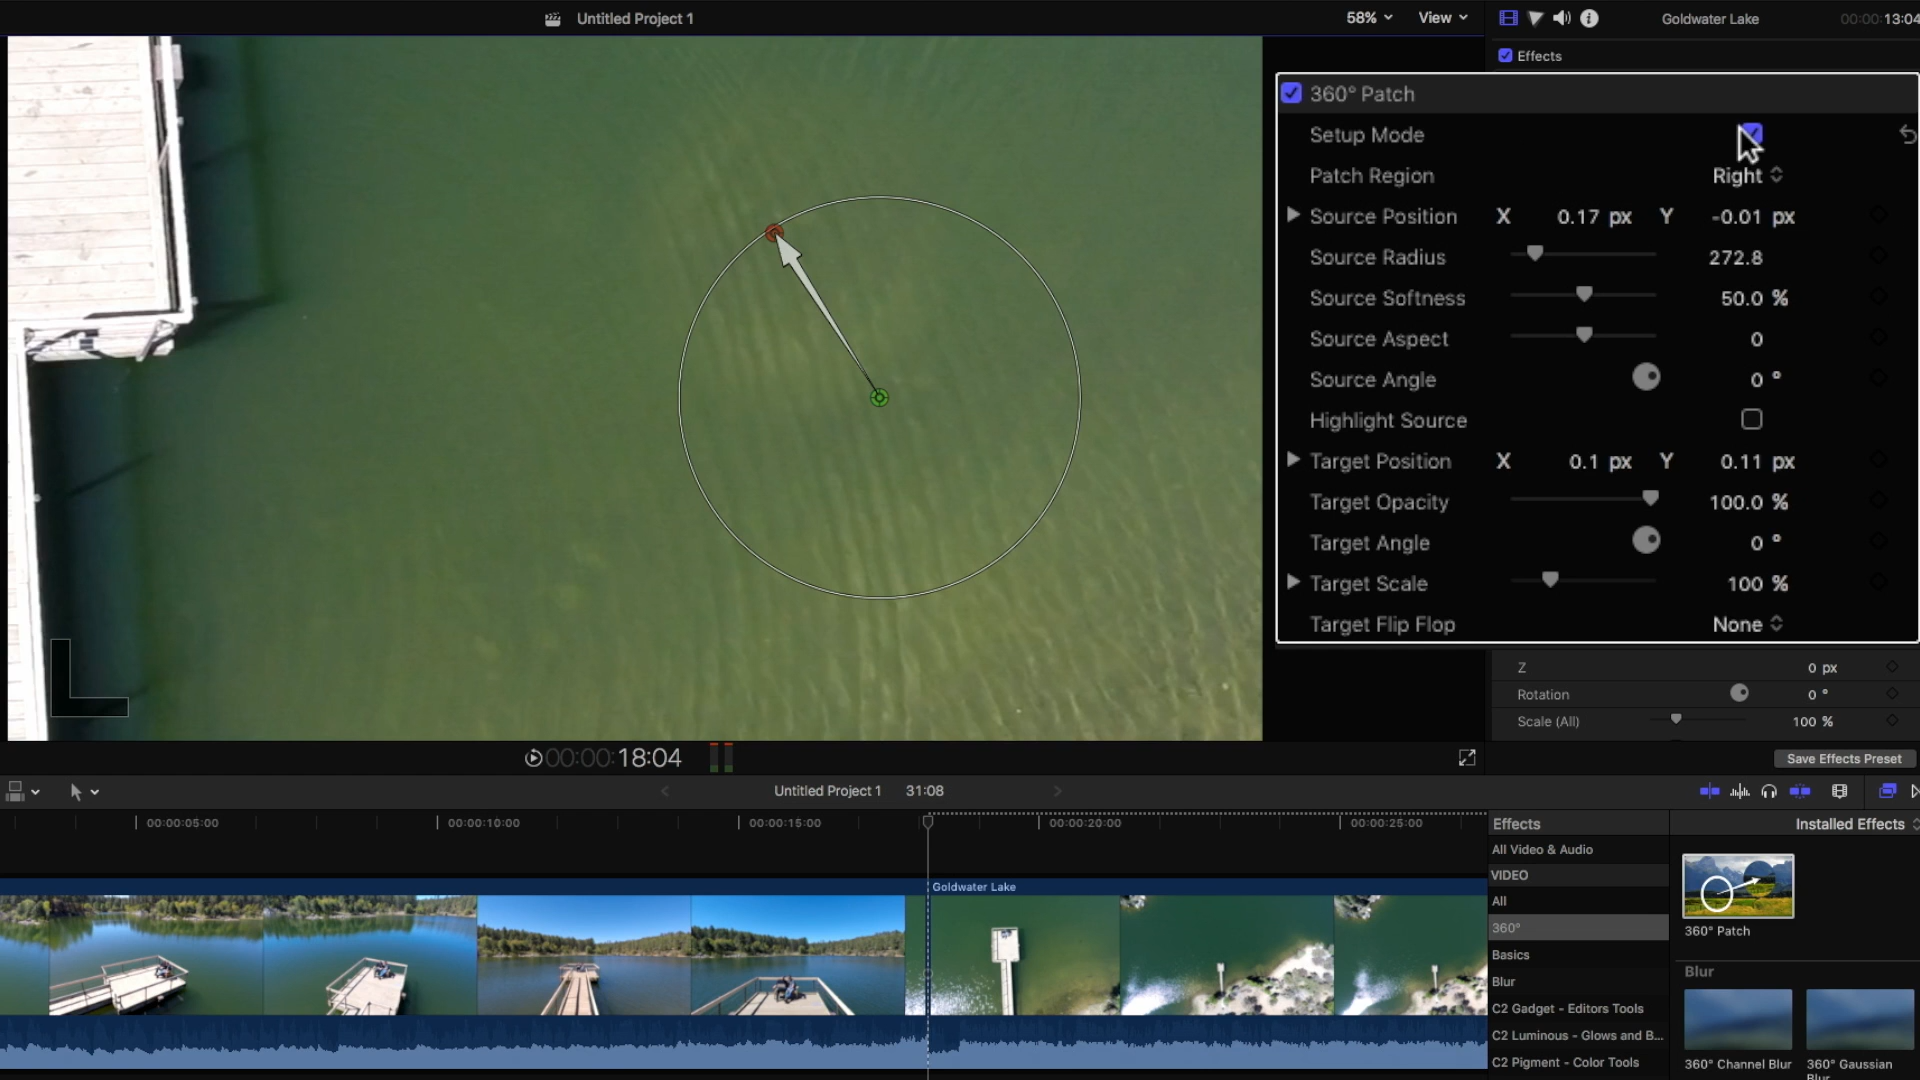 Untitled Project 1
58%
View
Goldwater Lake
00:00:13:04
Effects
360° Patch
Setup Mode
Patch Region Right
Source Position X 0.17 px Y -0.01 px
Source Radius 272.8
Source Softness 50.0 %
Source Aspect 0
Source Angle 0 °
Highlight Source
Target Position X 0.1 px Y 0.11 px
Target Opacity 100.0 %
Target Angle 0 °
Target Scale 100 %
Target Flip Flop None
Z 0 px
Rotation 0 °
Scale (All) 100 %
Save Effects Preset
00:00:18:04
Untitled Project 1 31:08
00:00:05:00 00:00:10:00 00:00:15:00 00:00:20:00 00:00:25:00
Goldwater Lake
Effects
All Video & Audio
VIDEO
All
360°
Basics
Blur
C2 Gadget - Editors Tools
C2 Luminous - Glows and B...
C2 Pigment - Color Tools
Installed Effects
360° Patch
Blur
360° Channel Blur
360° Gaussian
Blur